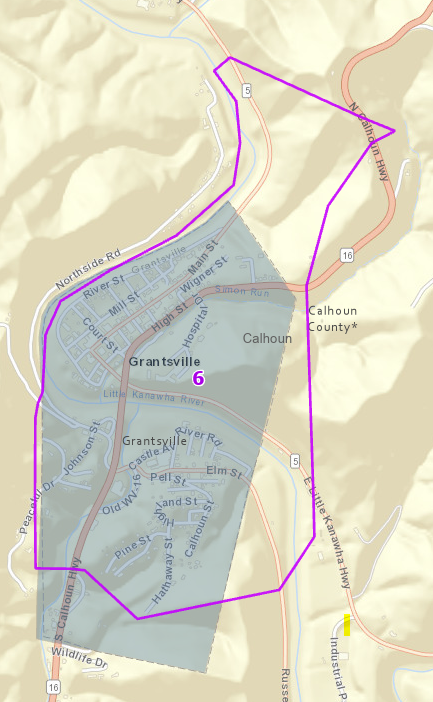 y
5
N Calhoun Hwy
Northside Rd
Grantsville
Main St
River St
Wigner St
16
Mill St
Simon Run
High St
Hospital D
Calhoun
County*
Court St
Calhoun
Grantsville
6
Little Kanawha River
Grantsville
River Rd
Johnson St
Castle Av
5
Elm St
Pell St
Peaceful Dr
Old WV-16
E Little Kanawha Hwy
Calhoun St
Pine St
Hathaway St
S Calhoun Hwy
Wildlife Dr
Industrial P
Russe
16